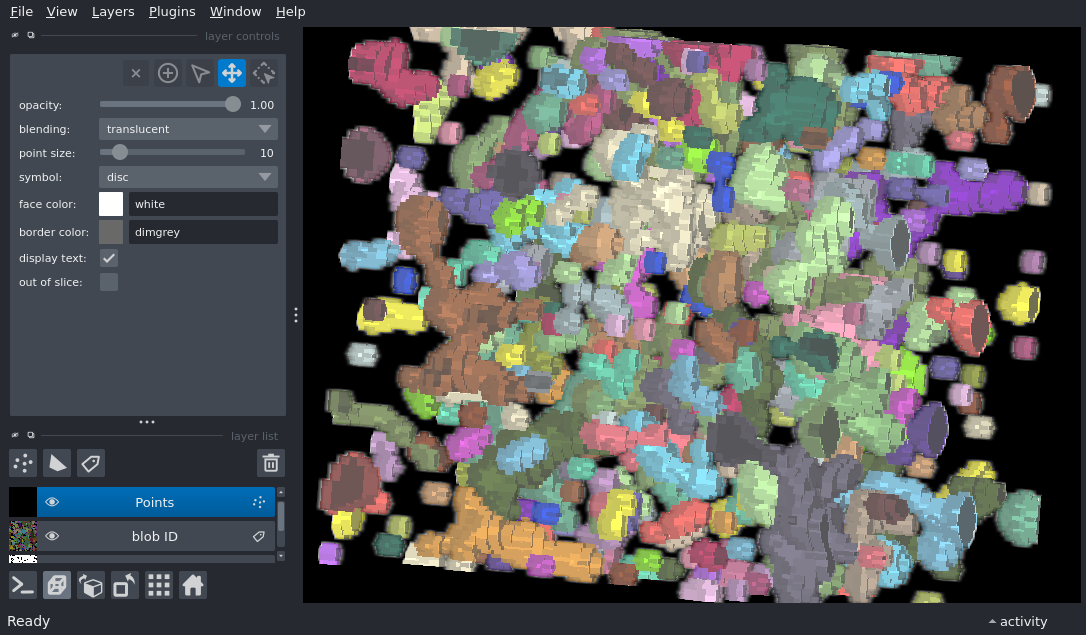 File View Layers Plugins Window Help
layer controls
opacity: 1.00
blending: translucent
point size: 10
symbol: disc
face color: white
border color: dimgrey
display text:
out of slice:
layer list
Points
blob ID
Ready
activity